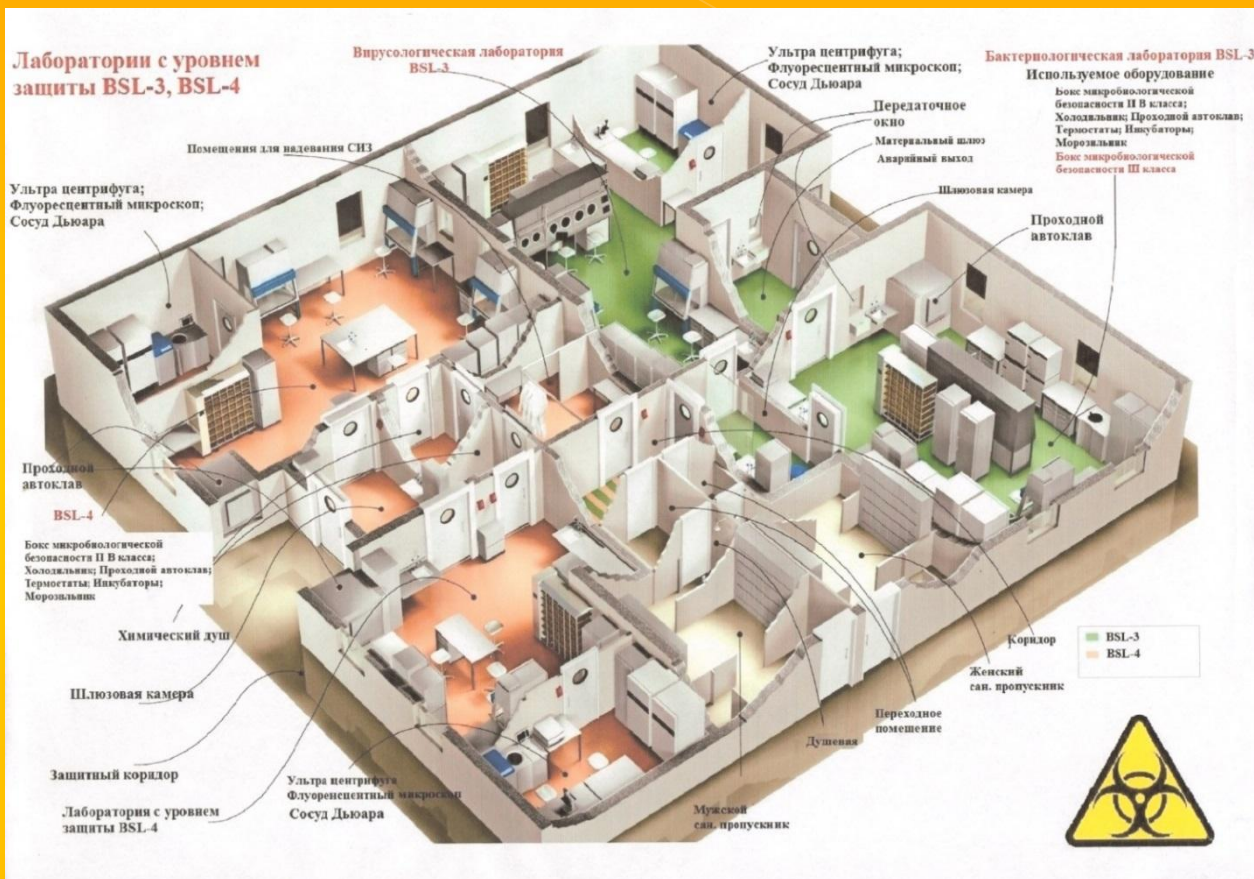 Лаборатории с уровнем
защиты BSL-3, BSL-4
Вирусологическая лаборатория
BSL-3
Ультра центрифуга;
Флуоресцентный микроскоп;
Сосуд Дьюара
Бактериологическая лаборатория BSL-3
Используемое оборудование
Бокс микробиологической
безопасности II В класса;
Холодильник; Проходной автоклав;
Термостаты; Инкубаторы;
Морозильник
Бокс микробиологической
безопасности III класса
Передаточное
окно
Материальный шлюз
Аварийный выход
Помещения для надевания СИЗ
Шлюзовая камера
Ультра центрифуга;
Флуоресцентный микроскоп;
Сосуд Дьюара
Проходной
автоклав
Проходной
автоклав
BSL-4
Бокс микробиологической
безопасности II В класса;
Холодильник; Проходной автоклав;
Термостаты; Инкубаторы;
Морозильник
Химический душ
Шлюзовая камера
Защитный коридор
Лаборатория с уровнем
защиты BSL-4
Ультра центрифуга
Флуоренсцентный микроскоп
Сосуд Дьюара
Мужской
сан. пропускник
Душевая
Переходное
помещение
Женский
сан. пропускник
Коридор
BSL-3
BSL-4